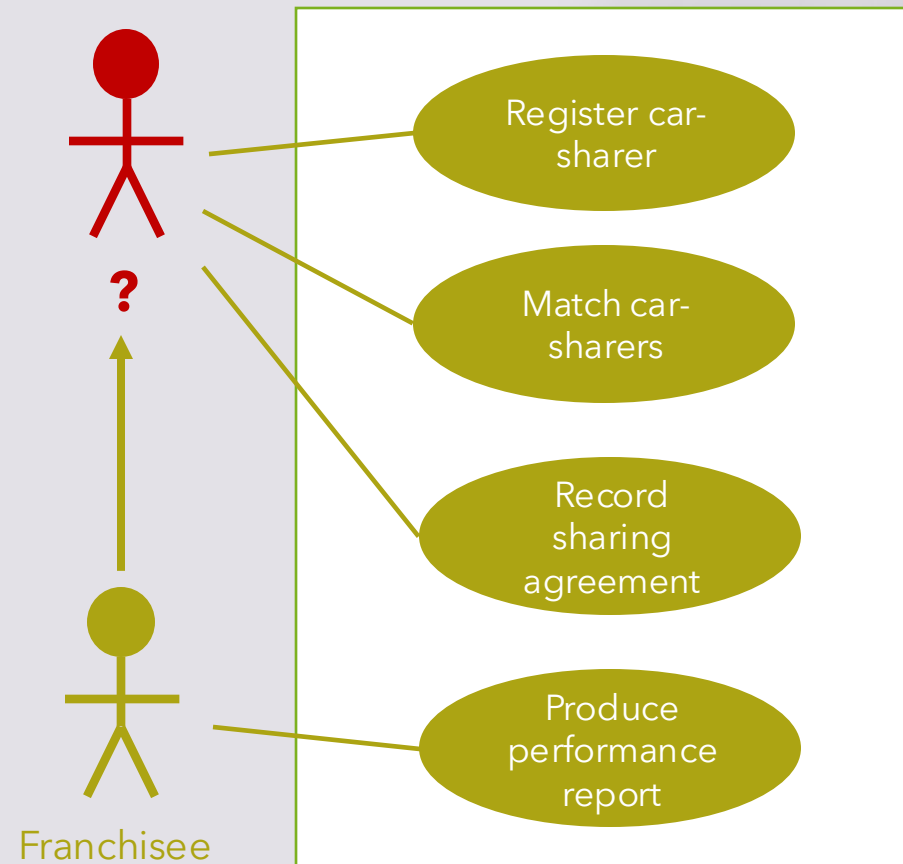 Register car-
sharer
?
Match car-
sharers
Record
sharing
agreement
Produce
performance
report
Franchisee